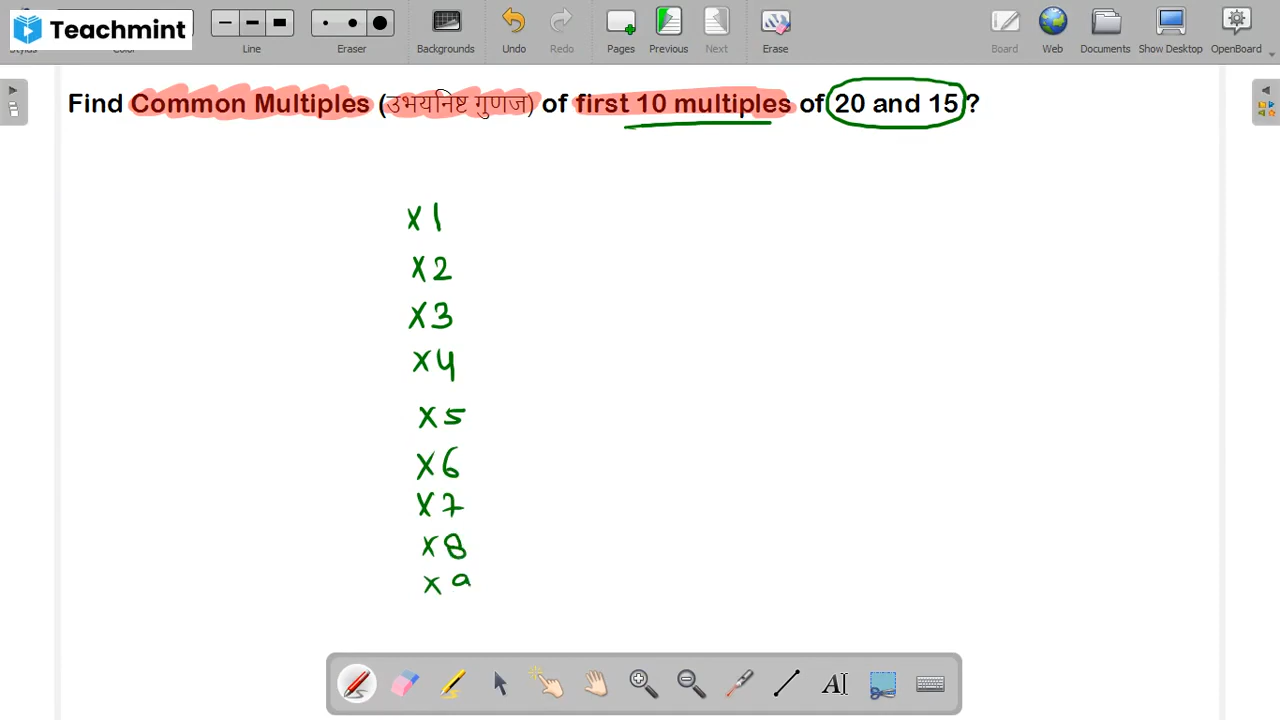 Teachmint
Color Line Eraser Backgrounds Undo Redo Pages Previous Next Erase Board Web Documents Show Desktop OpenBoard
Find Common Multiples (उभयनिष्ट गुणज) of first 10 multiples of 20 and 15?
x 1
x 2
x 3
x 4
x 5
x 6
x 7
x 8
x 9